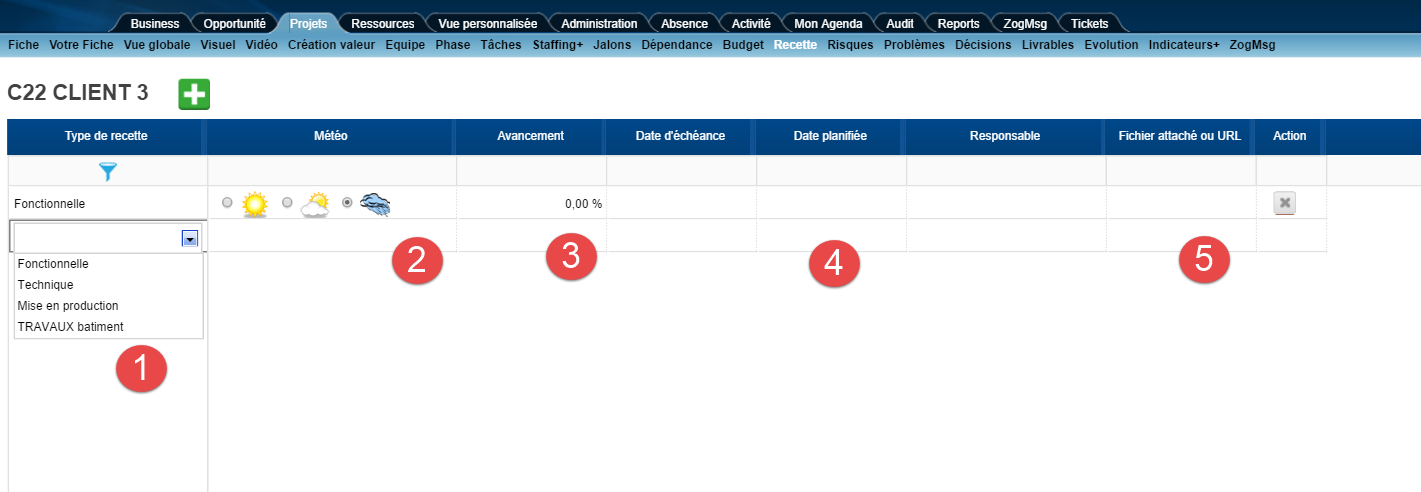 Business Opportunité Projets Ressources Vue personnalisée Administration Absence Activité Mon Agenda Audit Reports ZogMsg Tickets
Fiche Votre Fiche Vue globale Visuel Vidéo Création valeur Equipe Phase Tâches Staffing+ Jalons Dépendance Budget Recette Risques Problèmes Décisions Livrables Evolution Indicateurs+ ZogMsg
C22 CLIENT 3
Type de recette Météo Avancement Date d'échéance Date planifiée Responsable Fichier attaché ou URL Action
Fonctionnelle 0,00 %
2 3 4 5
Fonctionnelle
Technique
Mise en production
TRAVAUX batiment
1